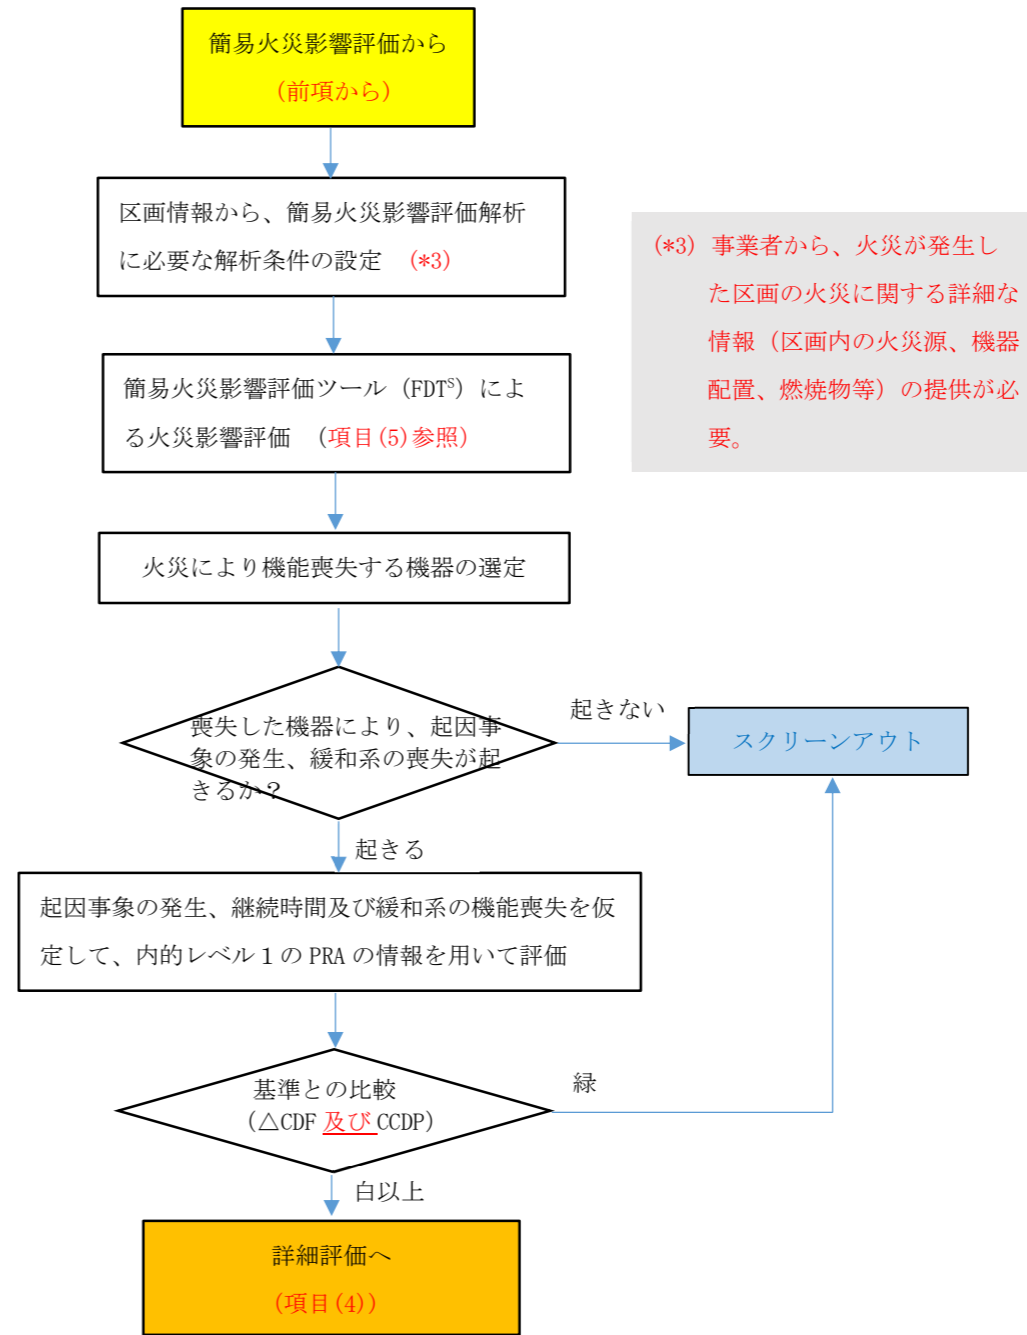 簡易火災影響評価から
(前項から)
区画情報から、簡易火災影響評価解析
に必要な解析条件の設定 (*3)
(*3) 事業者から、火災が発生し
た区画の火災に関する詳細な
情報（区画内の火災源、機器
配置、燃焼物等）の提供が必
要。
簡易火災影響評価ツール（FDTS）によ
る火災影響評価 （項目(5)参照）
火災により機能喪失する機器の選定
喪失した機器により、起因事
象の発生、緩和系の喪失が起
きるか？
起きない
スクリーンアウト
起きる
起因事象の発生、継続時間及び緩和系の機能喪失を仮
定して、内的レベル１の PRA の情報を用いて評価
基準との比較
(△CDF 及び CCDP)
緑
白以上
詳細評価へ
(項目(4))